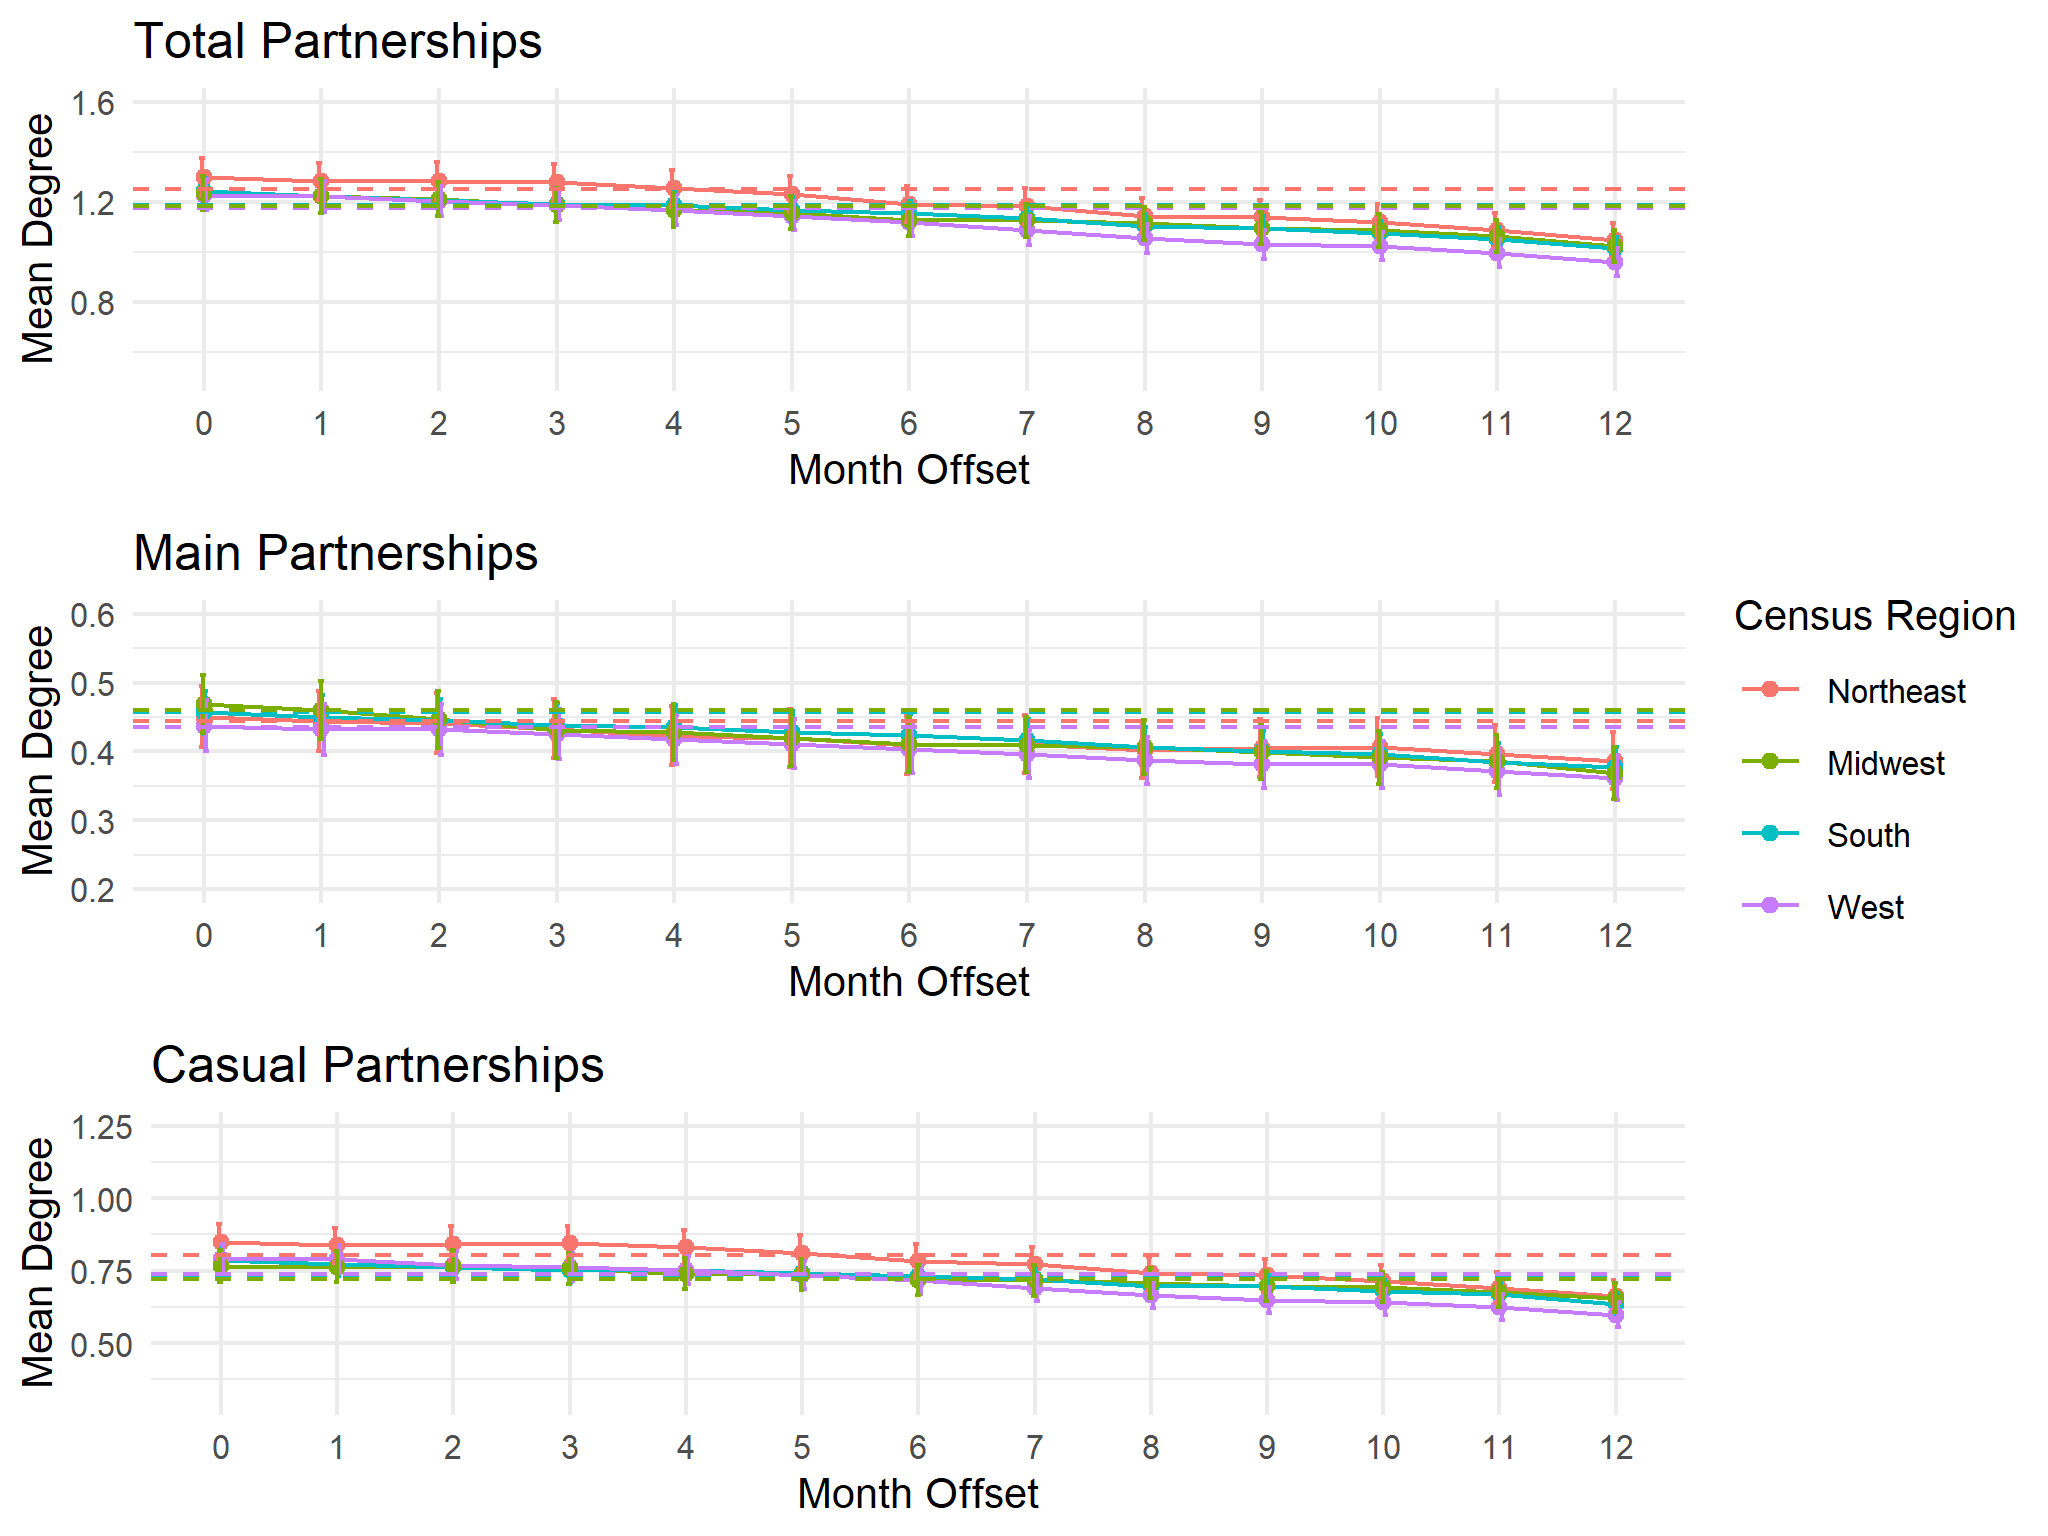 Total Partnerships
1.6
1.2
0.8
Mean Degree
0 1 2 3 4 5 6 7 8 9 10 11 12
Month Offset
Main Partnerships
0.6
0.5
0.4
0.3
0.2
Mean Degree
0 1 2 3 4 5 6 7 8 9 10 11 12
Month Offset
Census Region
Northeast
Midwest
South
West
Casual Partnerships
1.25
1.00
0.75
0.50
Mean Degree
0 1 2 3 4 5 6 7 8 9 10 11 12
Month Offset